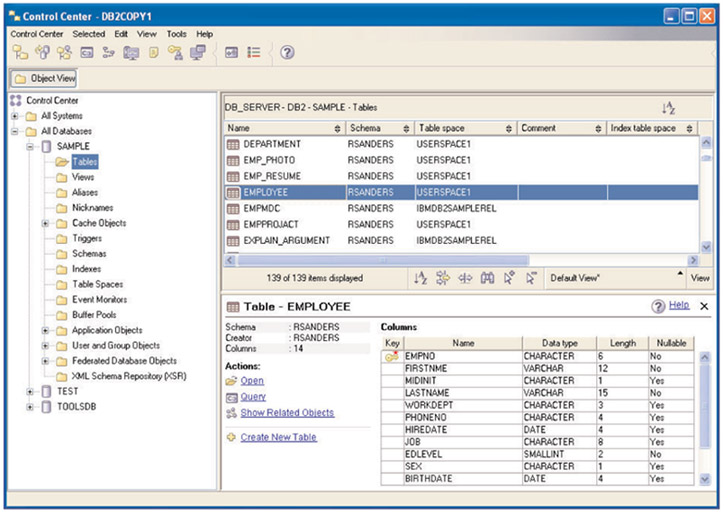 Control Center - DB2COPY1
Control Center Selected Edit View Tools Help
Object View
Control Center
All Systems
All Databases
SAMPLE
Tables
Views
Aliases
Nicknames
Cache Objects
Triggers
Schemas
Indexes
Table Spaces
Event Monitors
Buffer Pools
Application Objects
User and Group Objects
Federated Database Objects
XML Schema Repository (XSR)
TEST
TOOLSDB
DB_SERVER - DB2 - SAMPLE - Tables
Name Schema Table space Comment Index table space
DEPARTMENT RSANDERS USERSPACE1
EMP_PHOTO RSANDERS USERSPACE1
EMP_RESUME RSANDERS USERSPACE1
EMPLOYEE RSANDERS USERSPACE1
EMPMDC RSANDERS IBMDB2SAMPLEREL
EMPPROJACT RSANDERS USERSPACE1
EXPLAIN_ARGUMENT RSANDERS IBMDB2SAMPLEREL
139 of 139 items displayed Default View* View
Table - EMPLOYEE Help
Schema : RSANDERS
Creator : RSANDERS
Columns : 14
Actions:
Open
Query
Show Related Objects
Create New Table
Columns
Key Name Data type Length Nullable
EMPNO CHARACTER 6 No
FIRSTNME VARCHAR 12 No
MIDINIT CHARACTER 1 Yes
LASTNAME VARCHAR 15 No
WORKDEPT CHARACTER 3 Yes
PHONENO CHARACTER 4 Yes
HIREDATE DATE 4 Yes
JOB CHARACTER 8 Yes
EDLEVEL SMALLINT 2 No
SEX CHARACTER 1 Yes
BIRTHDATE DATE 4 Yes